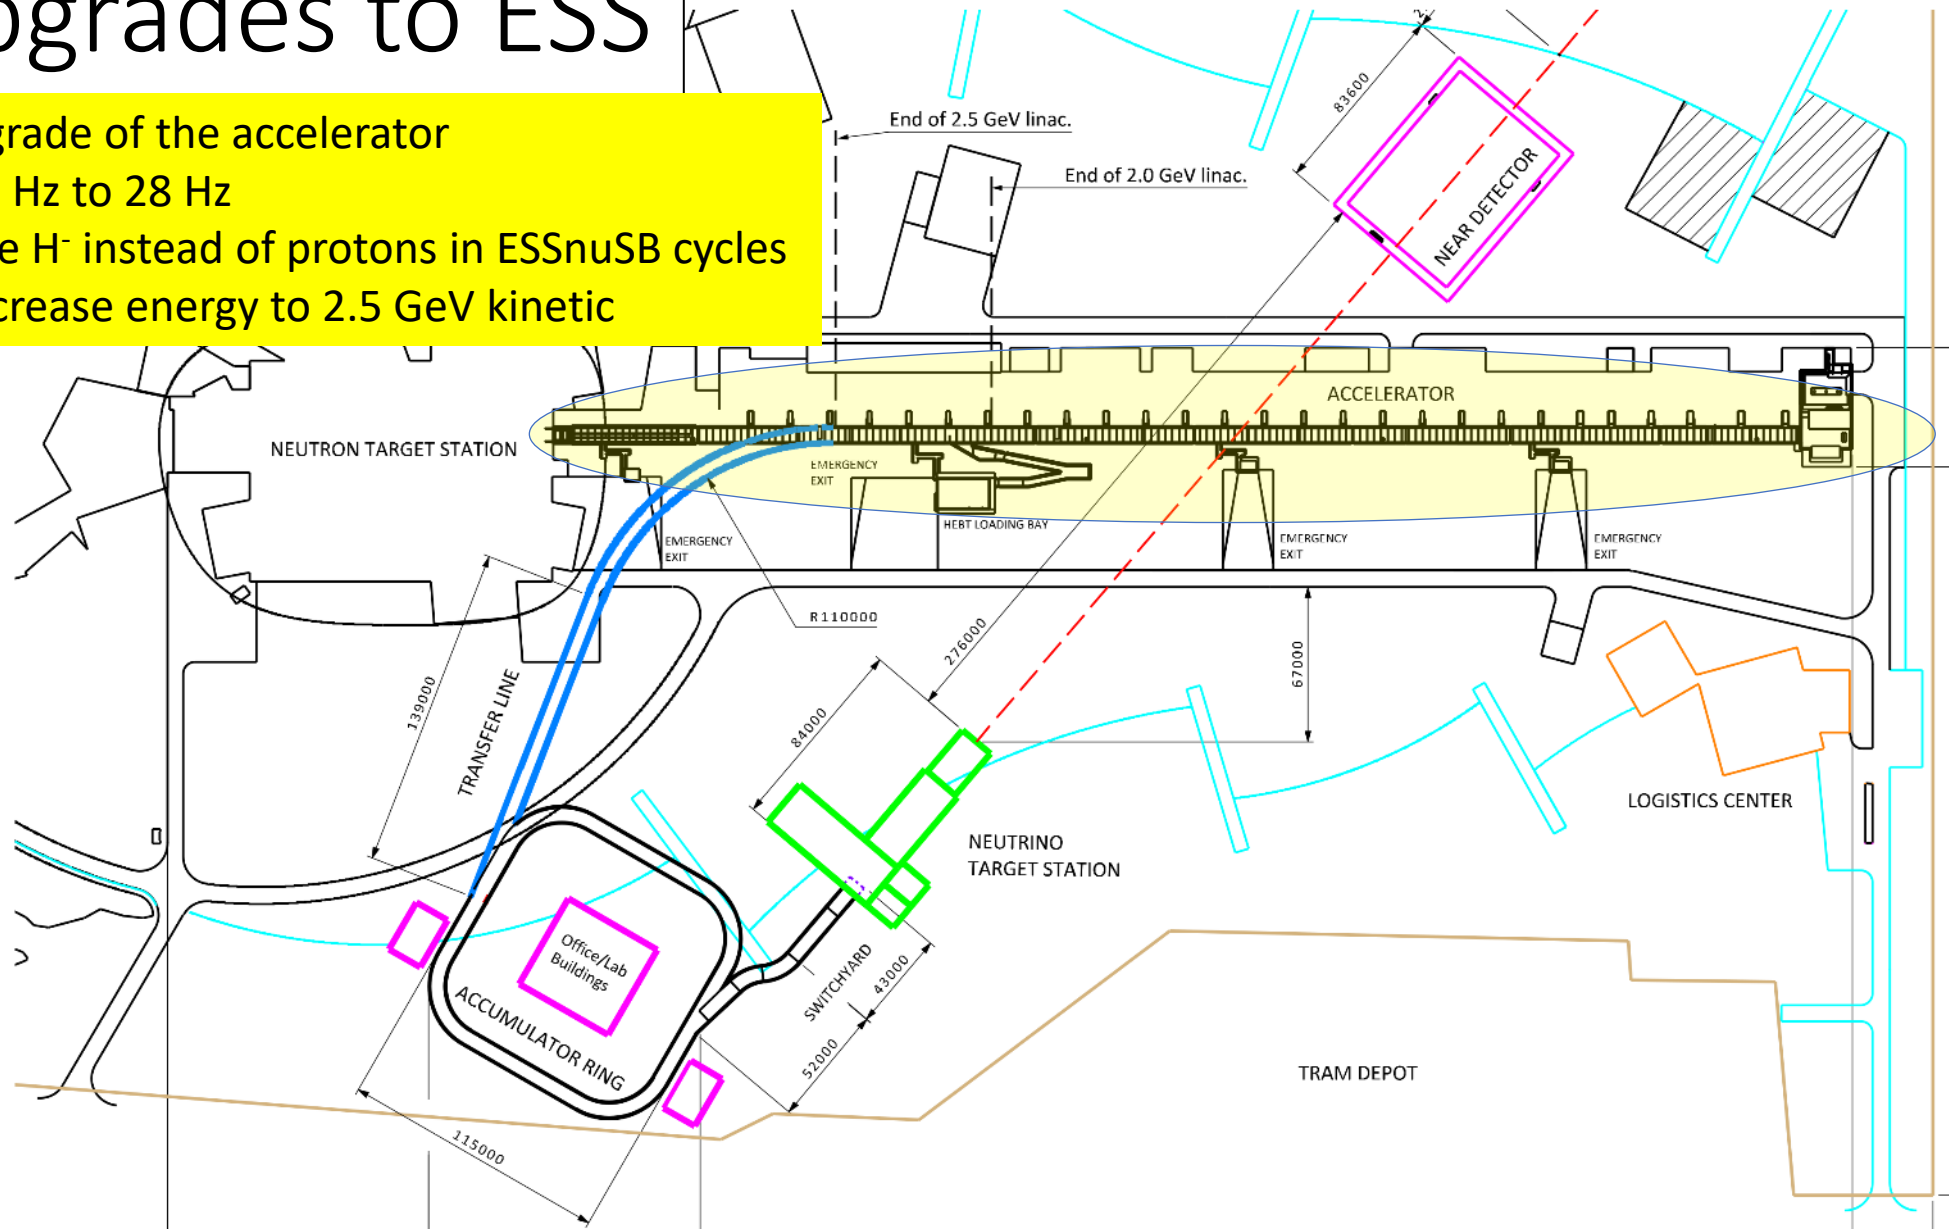 pgrades to ESS
grade of the accelerator
Hz to 28 Hz
e H- instead of protons in ESSnuSB cycles
crease energy to 2.5 GeV kinetic
End of 2.5 GeV linac.
End of 2.0 GeV linac.
83600
NEAR DETECTOR
ACCELERATOR
NEUTRON TARGET STATION
EMERGENCY
EXIT
HEBT LOADING BAY
EMERGENCY
EXIT
EMERGENCY
EXIT
EMERGENCY
EXIT
R110000
276000
67000
139000
TRANSFER LINE
84000
LOGISTICS CENTER
NEUTRINO
TARGET STATION
Office/Lab
Buildings
ACCUMULATOR RING
SWITCHYARD
43000
52000
TRAM DEPOT
115000